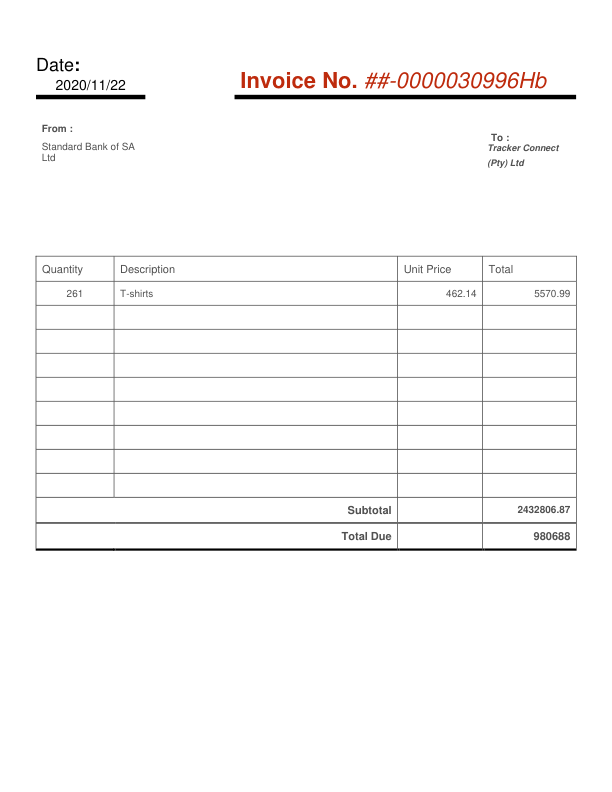 Date:
2020/11/22
Invoice No. ##-0000030996Hb
From :
Standard Bank of SA
Ltd
To :
Tracker Connect
(Pty) Ltd
Quantity Description Unit Price Total
261 T-shirts 462.14 5570.99
Subtotal 2432806.87
Total Due 980688